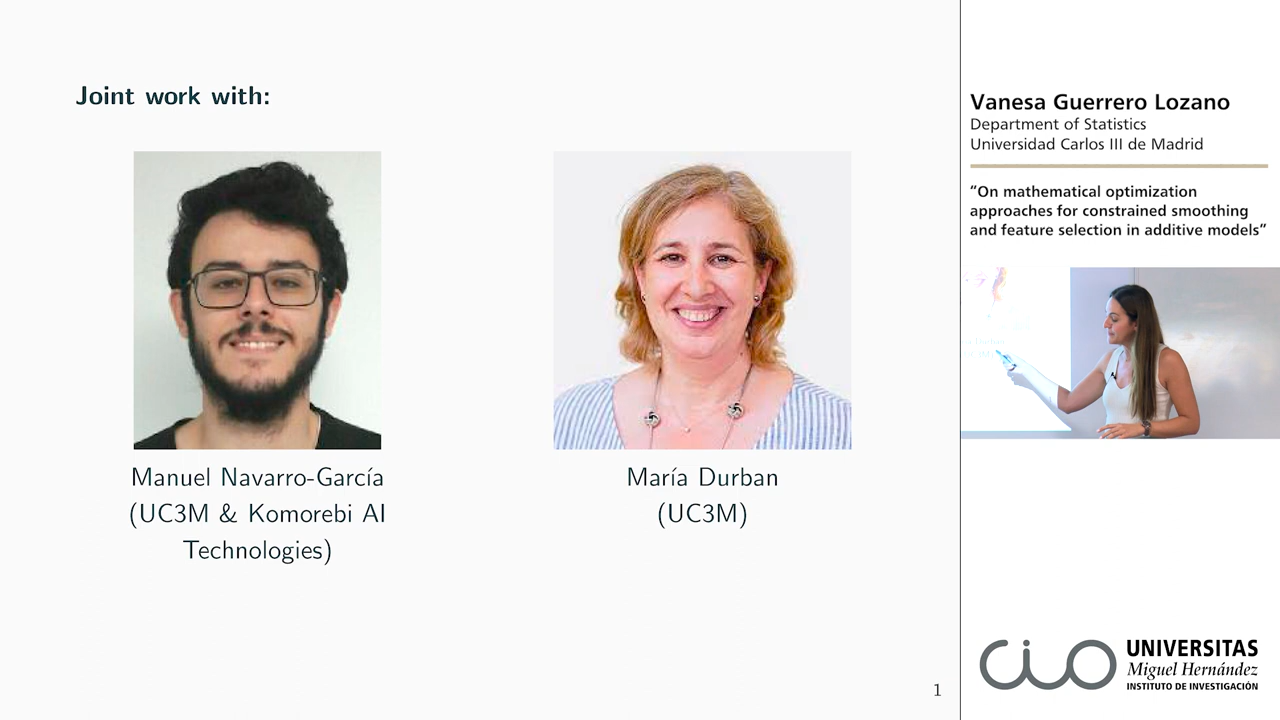 Joint work with:
Manuel Navarro-García
(UC3M & Komorebi AI
Technologies)
María Durban
(UC3M)
1
Vanesa Guerrero Lozano
Department of Statistics
Universidad Carlos III de Madrid
“On mathematical optimization
approaches for constrained smoothing
and feature selection in additive models”
cio
UNIVERSITAS
Miguel Hernández
INSTITUTO DE INVESTIGACIÓN